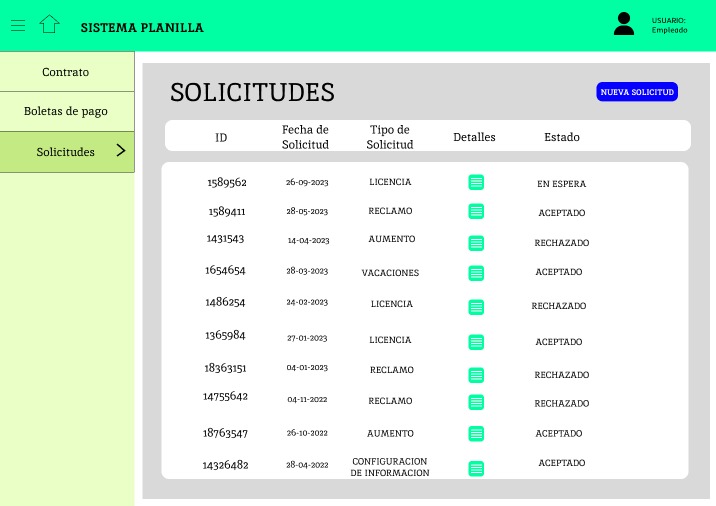 SISTEMA PLANILLA
USUARIO:
Empleado
Contrato
Boletas de pago
Solicitudes
SOLICITUDES
NUEVA SOLICITUD
ID Fecha de Solicitud Tipo de Solicitud Detalles Estado
1589562 26-09-2023 LICENCIA EN ESPERA
1589411 28-05-2023 RECLAMO ACEPTADO
1431543 14-04-2023 AUMENTO RECHAZADO
1654654 28-03-2023 VACACIONES ACEPTADO
1486254 24-02-2023 LICENCIA RECHAZADO
1365984 27-01-2023 LICENCIA ACEPTADO
18363151 04-01-2023 RECLAMO RECHAZADO
14755642 04-11-2022 RECLAMO RECHAZADO
18763547 26-10-2022 AUMENTO ACEPTADO
14326482 28-04-2022 CONFIGURACION DE INFORMACION ACEPTADO